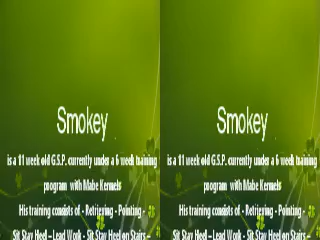 Smokey
is a 11 week old G.S.P. currently under a 6 week training
program with Mabe Kennels
His training consists of - Retrieving - Pointing -
Sit Stay Heel – Lead Work - Sit Stay Heel on Stairs –
Smokey
is a 11 week old G.S.P. currently under a 6 week training
program with Mabe Kennels
His training consists of - Retrieving - Pointing -
Sit Stay Heel – Lead Work - Sit Stay Heel on Stairs –